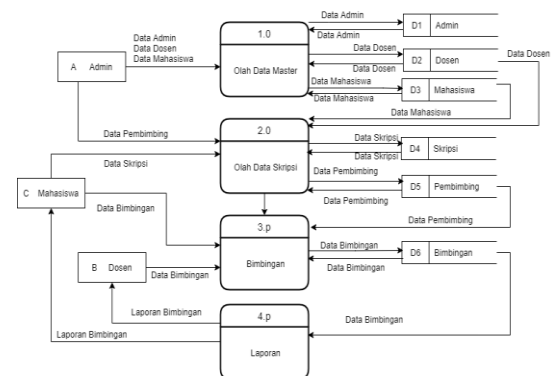 Data Admin
1.0
D1 Admin
Data Admin
Data Admin
Data Dosen
Data Mahasiswa
Data Dosen
Data Dosen
A Admin
Olah Data Master
D2 Dosen
Data Dosen
Data Mahasiswa
D3 Mahasiswa
Data Mahasiswa
Data Mahasiswa
2.0
Data Pembimbing
Data Skripsi
D4 Skripsi
Data Skripsi
Data Skripsi
Olah Data Skripsi
Data Pembimbing
C Mahasiswa
D5 Pembimbing
Data Pembimbing
Data Bimbingan
Data Pembimbing
3.p
Data Bimbingan
D6 Bimbingan
B Dosen
Data Bimbingan
Bimbingan
Data Bimbingan
Laporan Bimbingan
4.p
Data Bimbingan
Laporan Bimbingan
Laporan